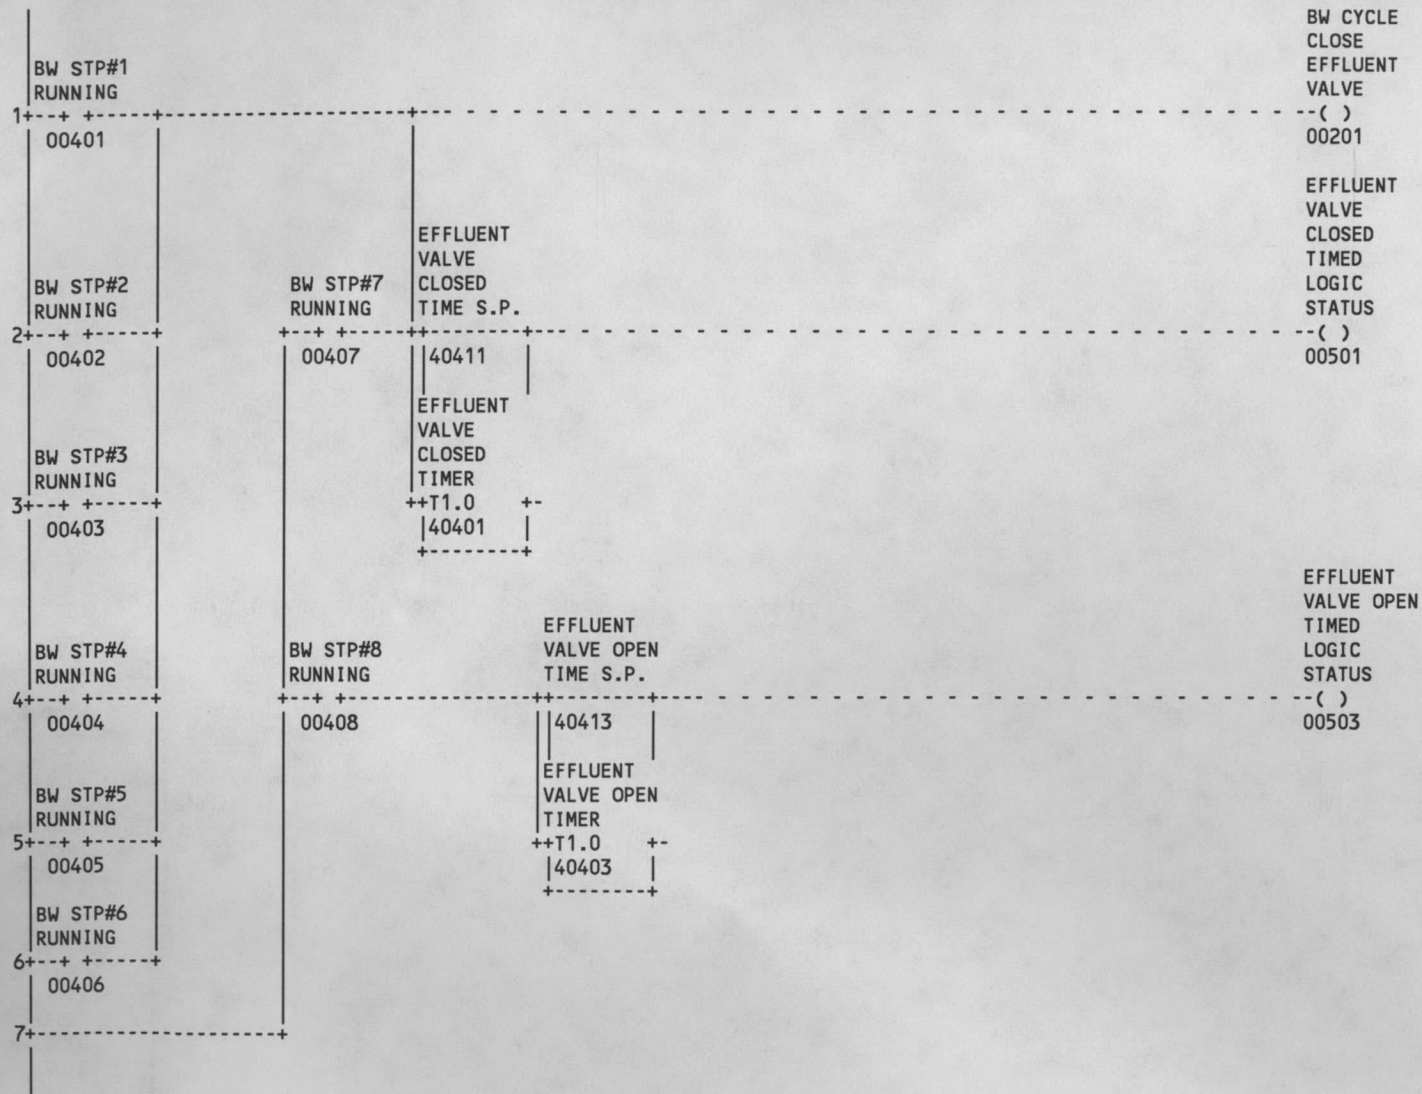 BW CYCLE
CLOSE
EFFLUENT
VALVE
BW STP#1
RUNNING
1+--+ +-----+--------------------+- - - - - - - - - - - - - - - - - - - - - - - - --( )
00401
00201
EFFLUENT
VALVE
CLOSED
TIMED
LOGIC
STATUS
EFFLUENT
VALVE
CLOSED
TIME S.P.
BW STP#2
RUNNING
BW STP#7
RUNNING
2+--+ +-----+
+--+ +-----++--------+--- - - - - - - - - - - - - - - - - - - - - --( )
00402
00407
40411
00501
EFFLUENT
VALVE
CLOSED
TIMER
BW STP#3
RUNNING
3+--+ +-----+
++T1.0 +-
00403
40401
+--------+
EFFLUENT
VALVE OPEN
TIMED
LOGIC
STATUS
EFFLUENT
VALVE OPEN
TIME S.P.
BW STP#4
RUNNING
BW STP#8
RUNNING
4+--+ +-----+
+--+ +----------------++--------+--- - - - - - - - - - - - - - - - --( )
00404
00408
40413
00503
EFFLUENT
VALVE OPEN
TIMER
BW STP#5
RUNNING
5+--+ +-----+
++T1.0 +-
00405
40403
+--------+
BW STP#6
RUNNING
6+--+ +-----+
00406
7+--------------------+